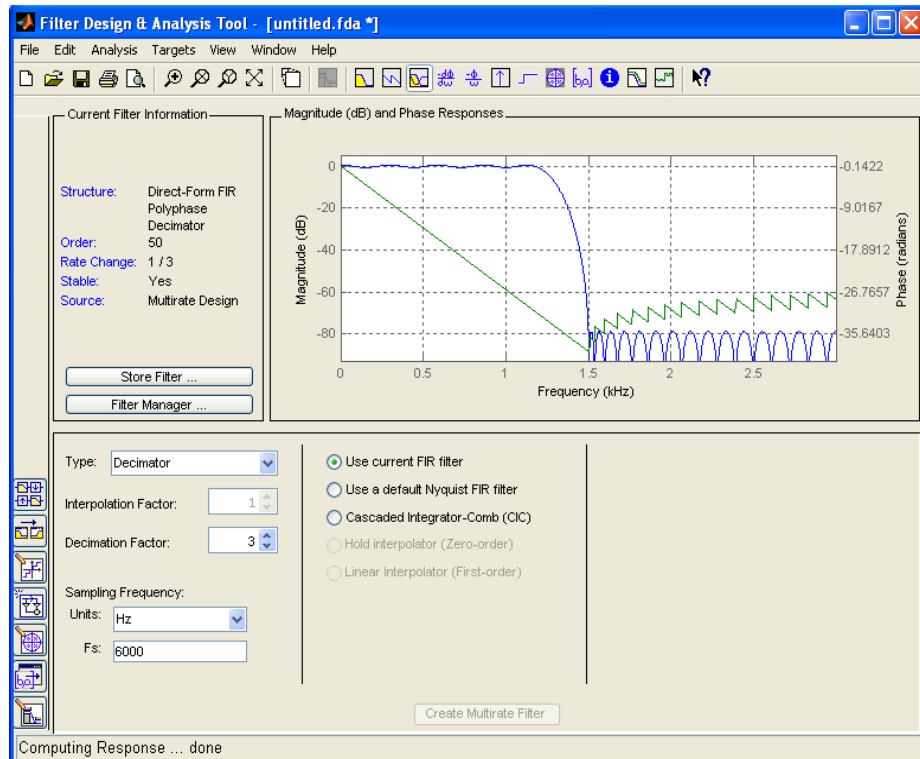 Filter Design & Analysis Tool - [untitled.fda *]
File Edit Analysis Targets View Window Help
Current Filter Information
Structure: Direct-Form FIR
Polyphase
Decimator
Order: 50
Rate Change: 1 / 3
Stable: Yes
Source: Multirate Design
Store Filter ...
Filter Manager ...
Magnitude (dB) and Phase Responses
Magnitude (dB)
0
-20
-40
-60
-80
-0.1422
-9.0167
-17.8912
-26.7657
-35.6403
Phase (radians)
0 0.5 1 1.5 2 2.5
Frequency (kHz)
Type: Decimator
Interpolation Factor: 1
Decimation Factor: 3
Sampling Frequency:
Units: Hz
Fs: 6000
Use current FIR filter
Use a default Nyquist FIR filter
Cascaded Integrator-Comb (CIC)
Hold interpolator (Zero-order)
Linear Interpolator (First-order)
Create Multirate Filter
Computing Response ... done